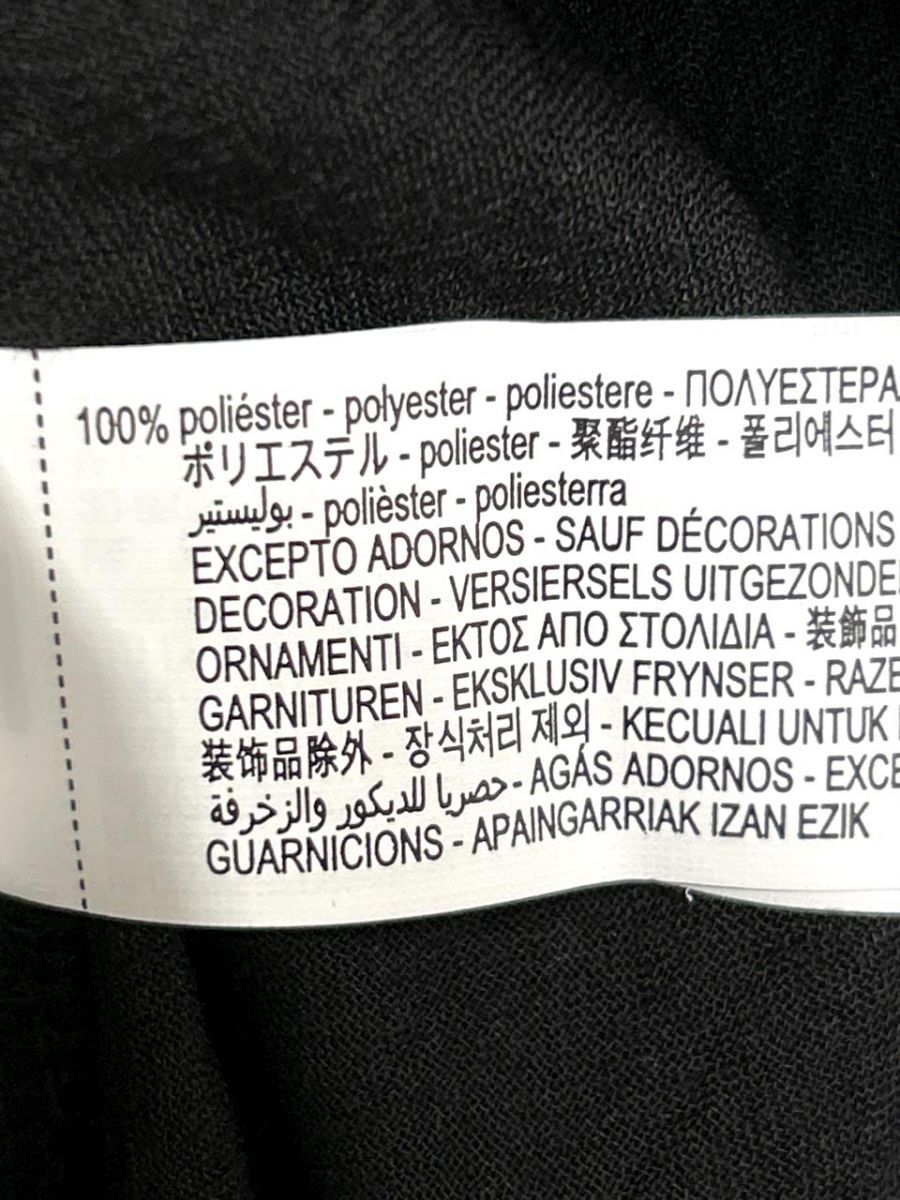 100% poliéster - polyester - poliestere - ΠΟΛΥΕΣΤΕΡΑ
ポリエステル - poliester - 聚酯纤维 - 폴리에스터
بوليستير - polièster - poliesterra
EXCEPTO ADORNOS - SAUF DÉCORATIONS
DECORATION - VERSIERSELS UITGEZONDE
ORNAMENTI - ΕΚΤΟΣ ΑΠΟ ΣΤΟΛΙΔΙΑ - 装飾品
GARNITUREN - EKSKLUSIV FRYNSER - RAZE
装饰品除外 - 장식처리 제외 - KECUALI UNTUK
حصريا للديكور والزخرفة - AGÁS ADORNOS - EXCE
GUARNICIONS - APAINGARRIAK IZAN EZIK